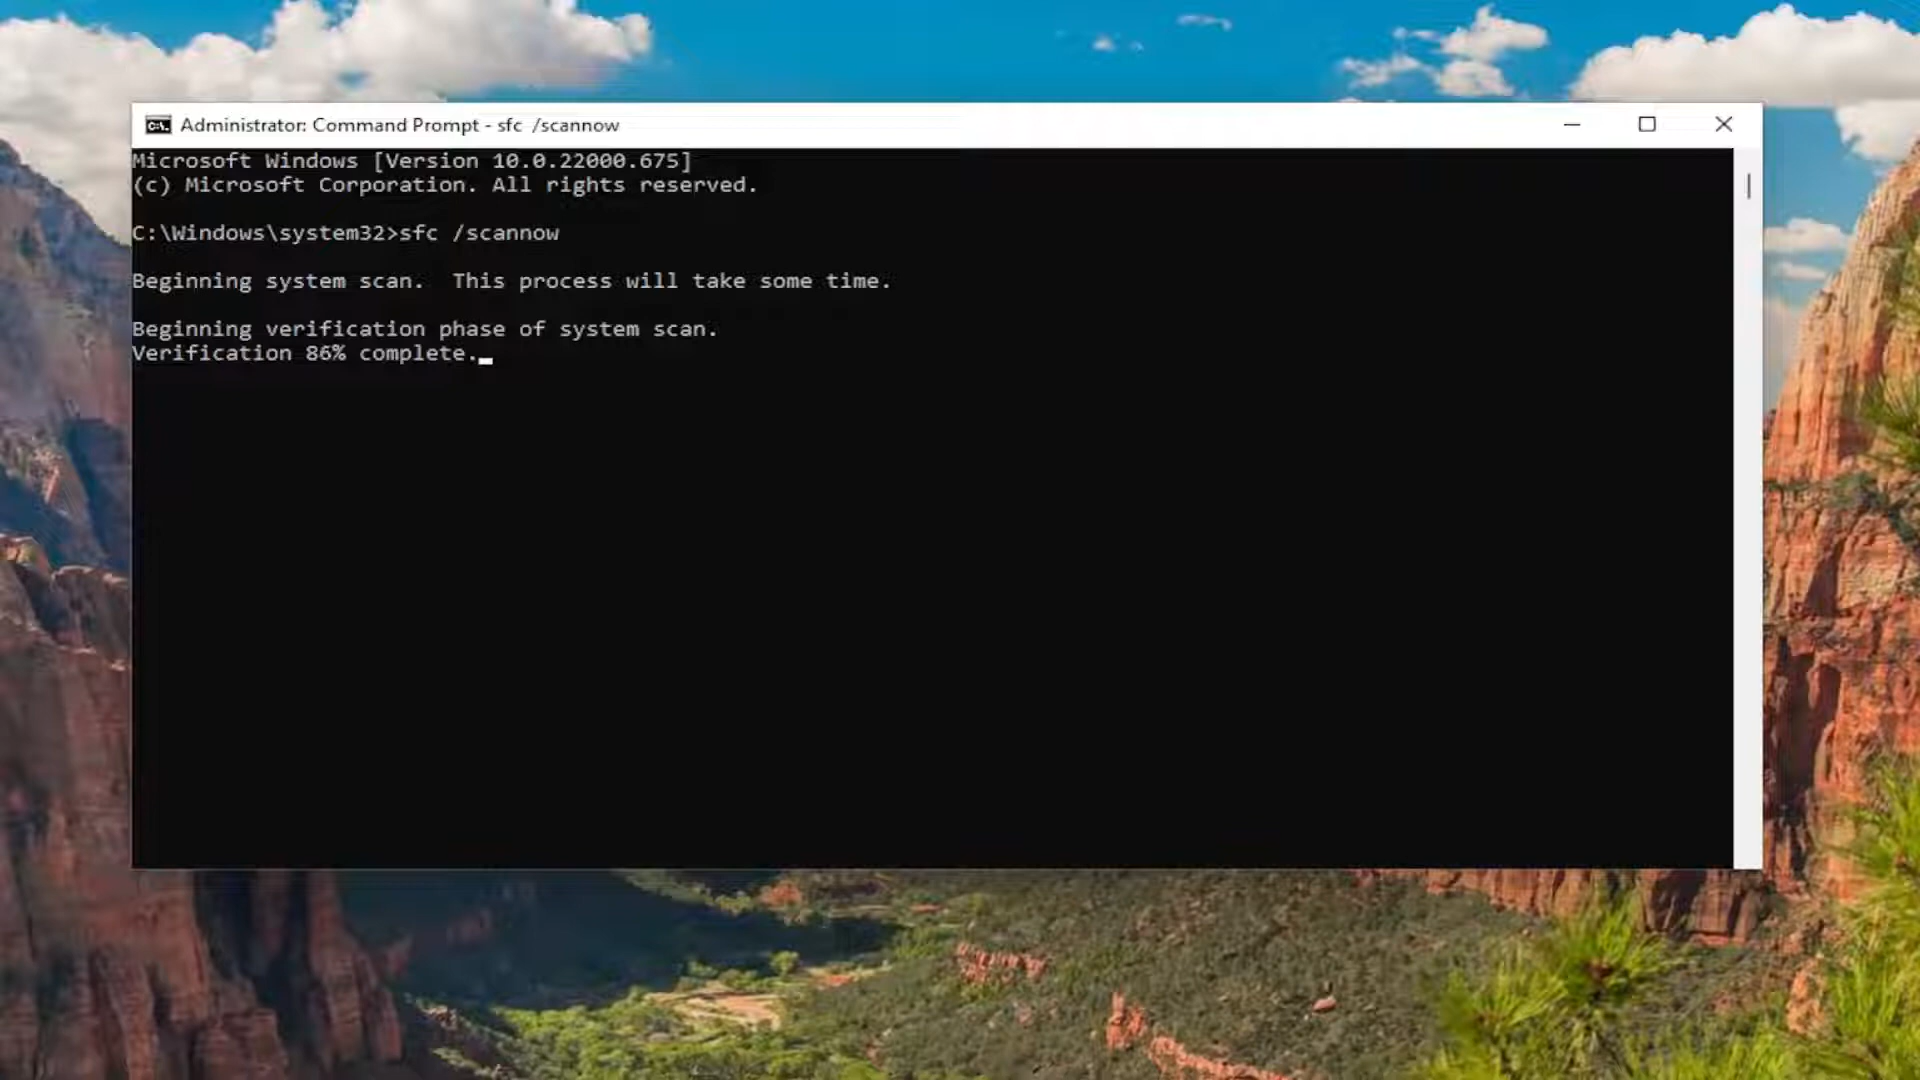 Administrator: Command Prompt - sfc  /scannow
Microsoft Windows [Version 10.0.22000.675]
(c) Microsoft Corporation. All rights reserved.
C:\Windows\system32>sfc /scannow
Beginning system scan.  This process will take some time.
Beginning verification phase of system scan.
Verification 86% complete.